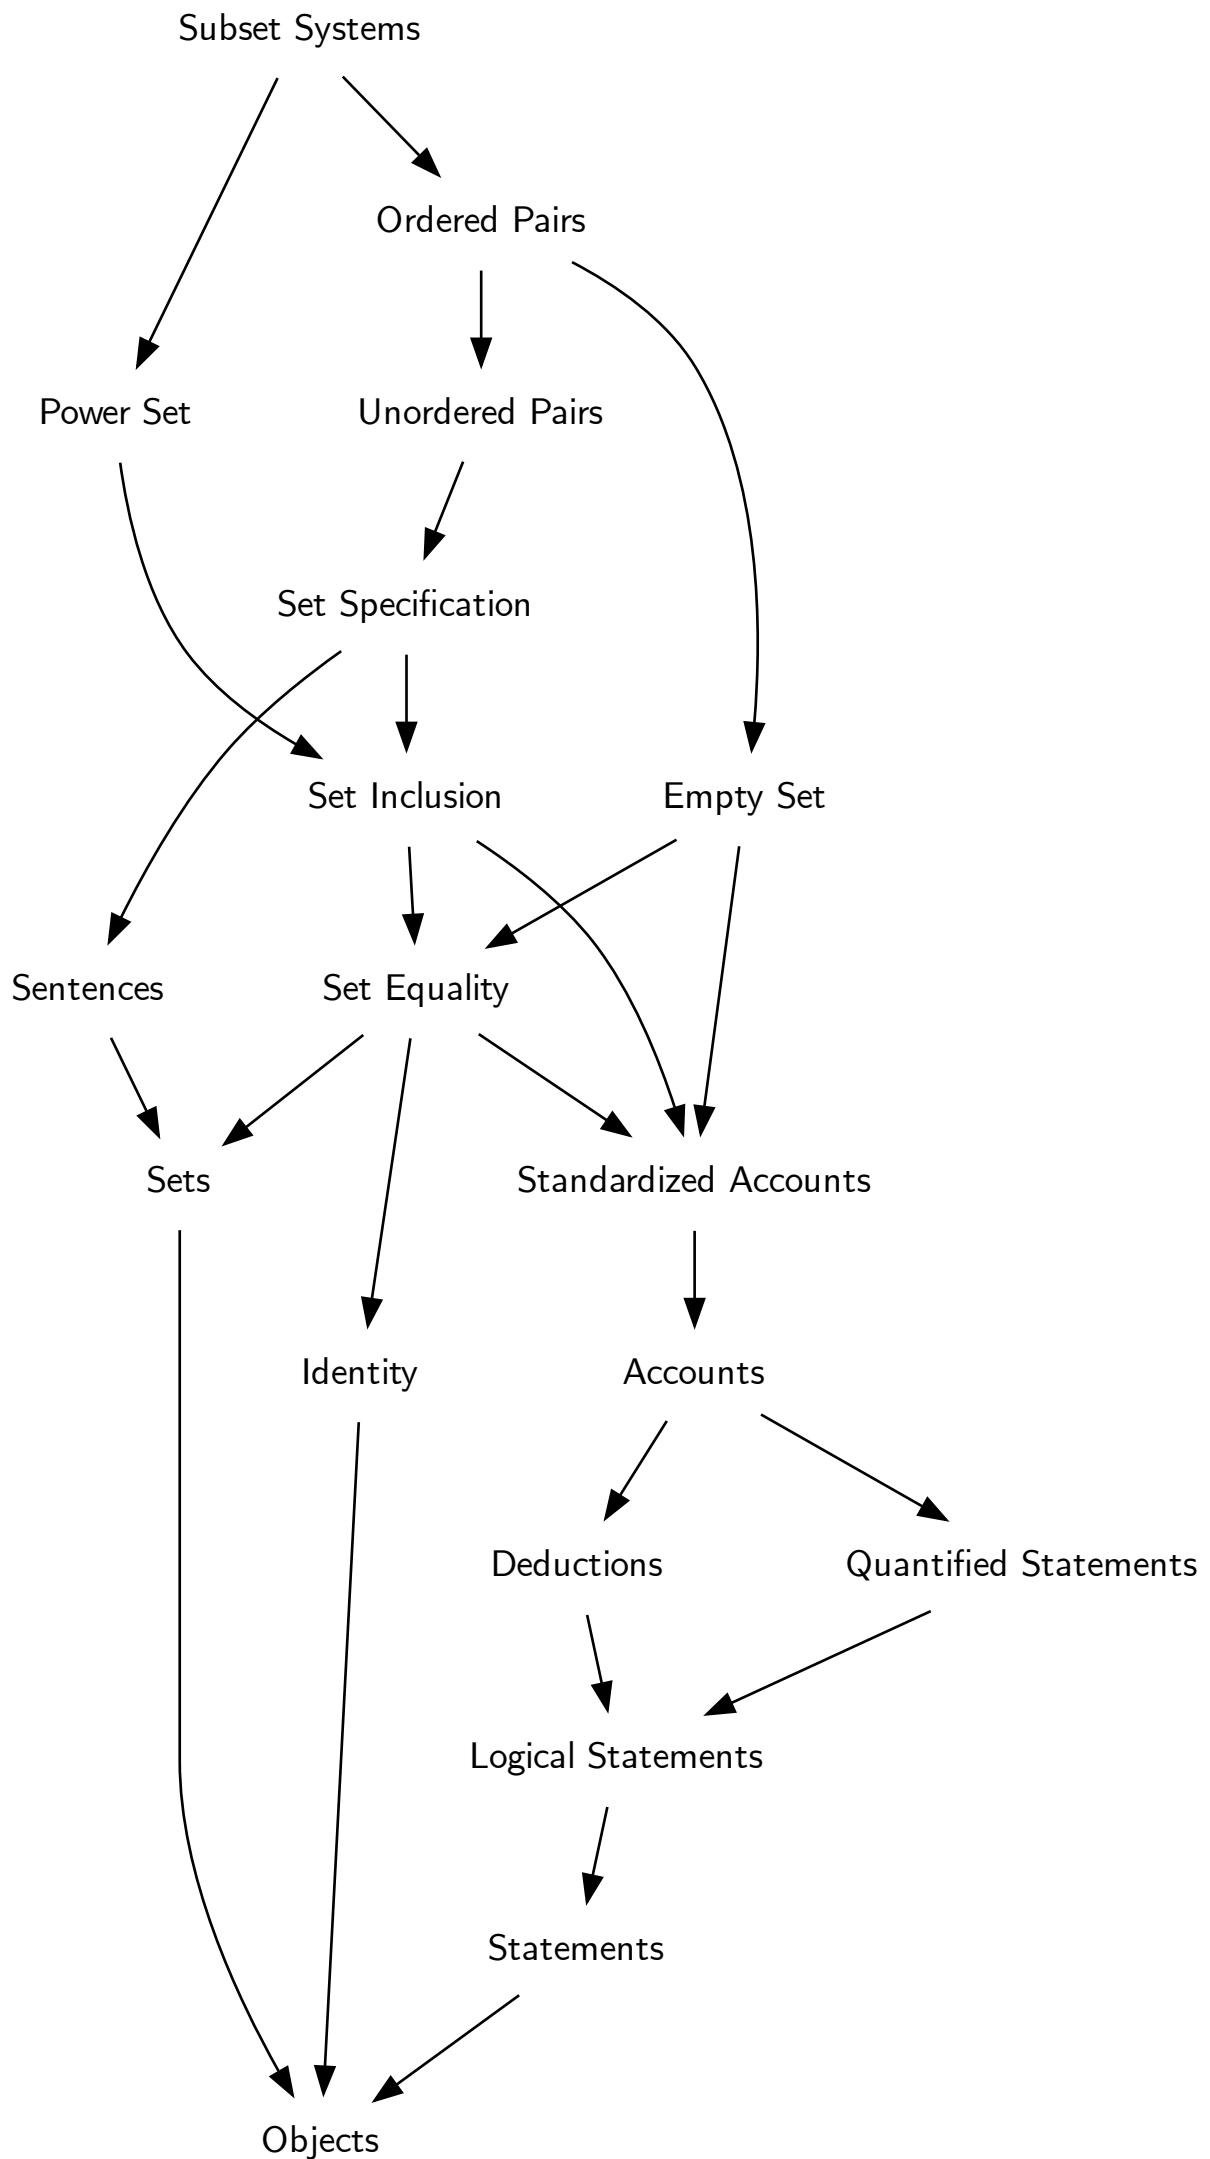 Subset Systems
Ordered Pairs
Power Set
Unordered Pairs
Set Specification
Set Inclusion
Empty Set
Sentences
Set Equality
Sets
Standardized Accounts
Identity
Accounts
Deductions
Quantified Statements
Logical Statements
Statements
Objects